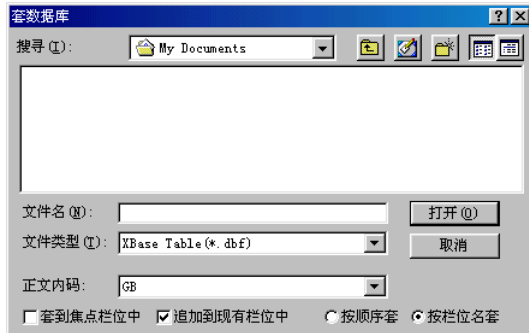 套数据库
搜寻(I):
My Documents
文件名(N):
打开(O)
文件类型(T):
XBase Table(*.dbf)
取消
正文内码:
GB
套到焦点栏位中 追加到现有栏位中 按顺序套 按栏位名套